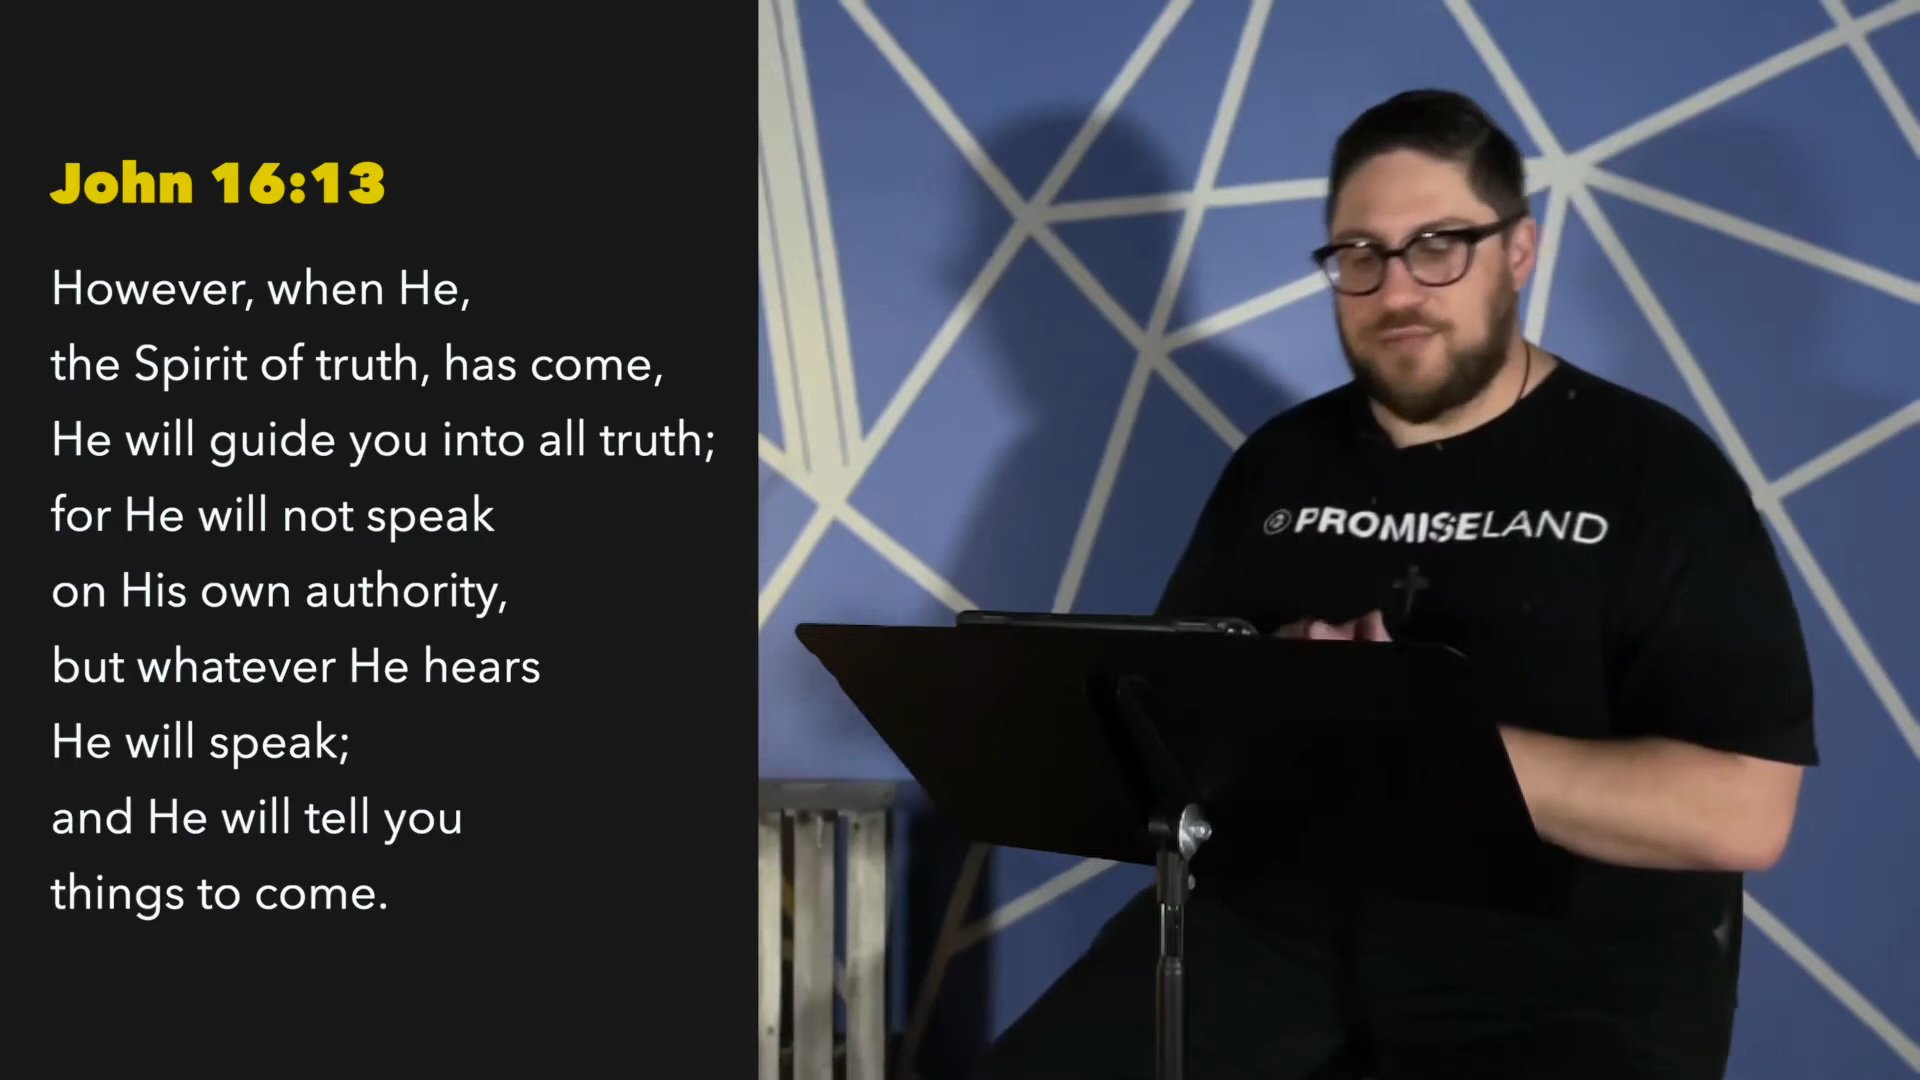 John 16:13
However, when He,
the Spirit of truth, has come,
He will guide you into all truth;
for He will not speak
on His own authority,
but whatever He hears
He will speak;
and He will tell you
things to come.
PROMISELAND